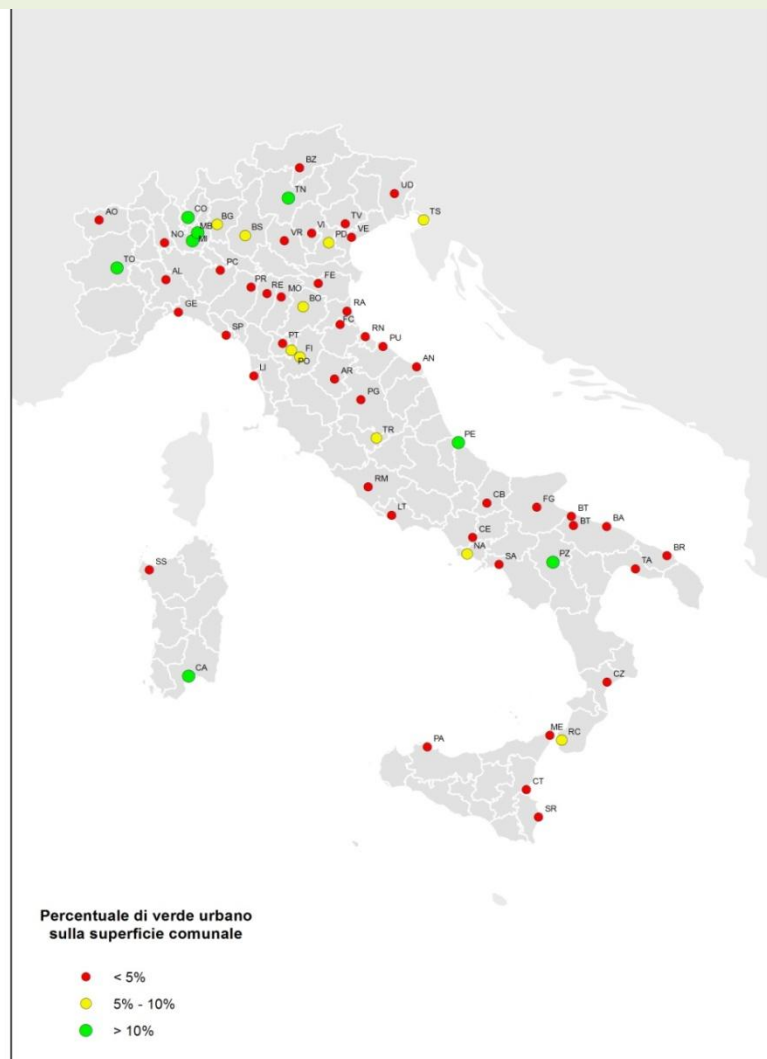 BZ
TN
UD
CO
AO
BG
TS
MB
BS
TV
VI
NO
MI
VR
VE
PD
TO
PC
AL
PR
RE
MO
FE
BO
GE
RA
FC
SP
RN
PU
PT
FI
PO
AN
LI
AR
PG
TR
PE
RM
CB
FG
LT
BT
BT
BA
CE
NA
SA
PZ
BR
TA
SS
CA
CZ
ME
RC
PA
CT
SR
Percentuale di verde urbano
sulla superficie comunale
< 5%
5% - 10%
> 10%